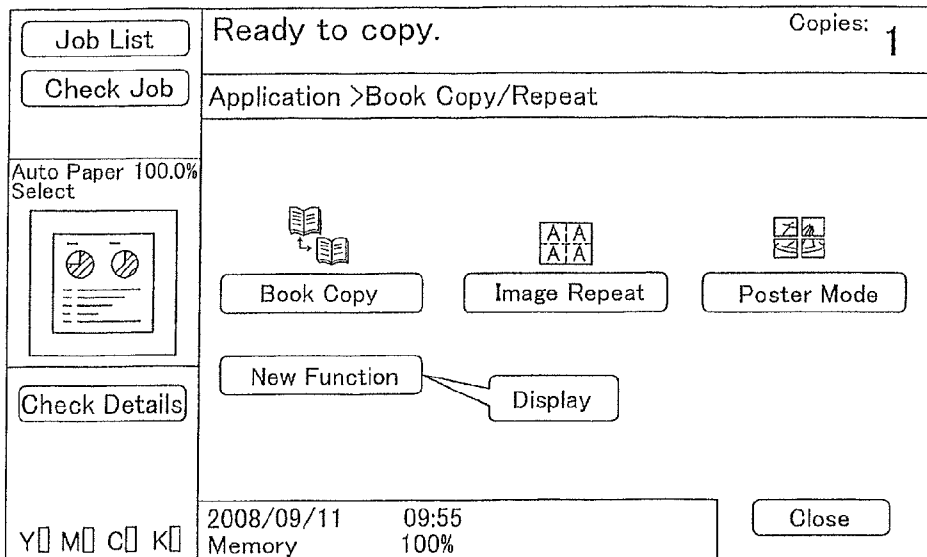 Job List
Check Job
Ready to copy.
Copies: 1
Application >Book Copy/Repeat
Auto Paper 100.0%
Select
A A
A A
Book Copy
Image Repeat
Poster Mode
New Function
Display
Check Details
Y M C K
2008/09/11 09:55
Memory 100%
Close